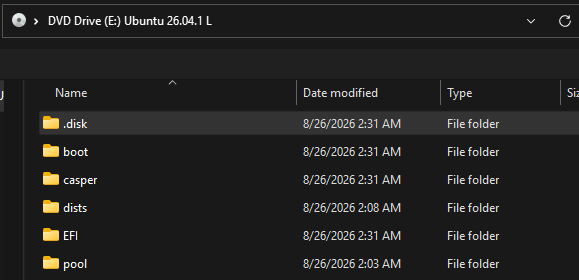 DVD Drive (E:) Ubuntu 26.04.1 L
Name Date modified Type
.disk 8/26/2026 2:31 AM File folder
boot 8/26/2026 2:31 AM File folder
casper 8/26/2026 2:31 AM File folder
dists 8/26/2026 2:08 AM File folder
EFI 8/26/2026 2:31 AM File folder
pool 8/26/2026 2:03 AM File folder